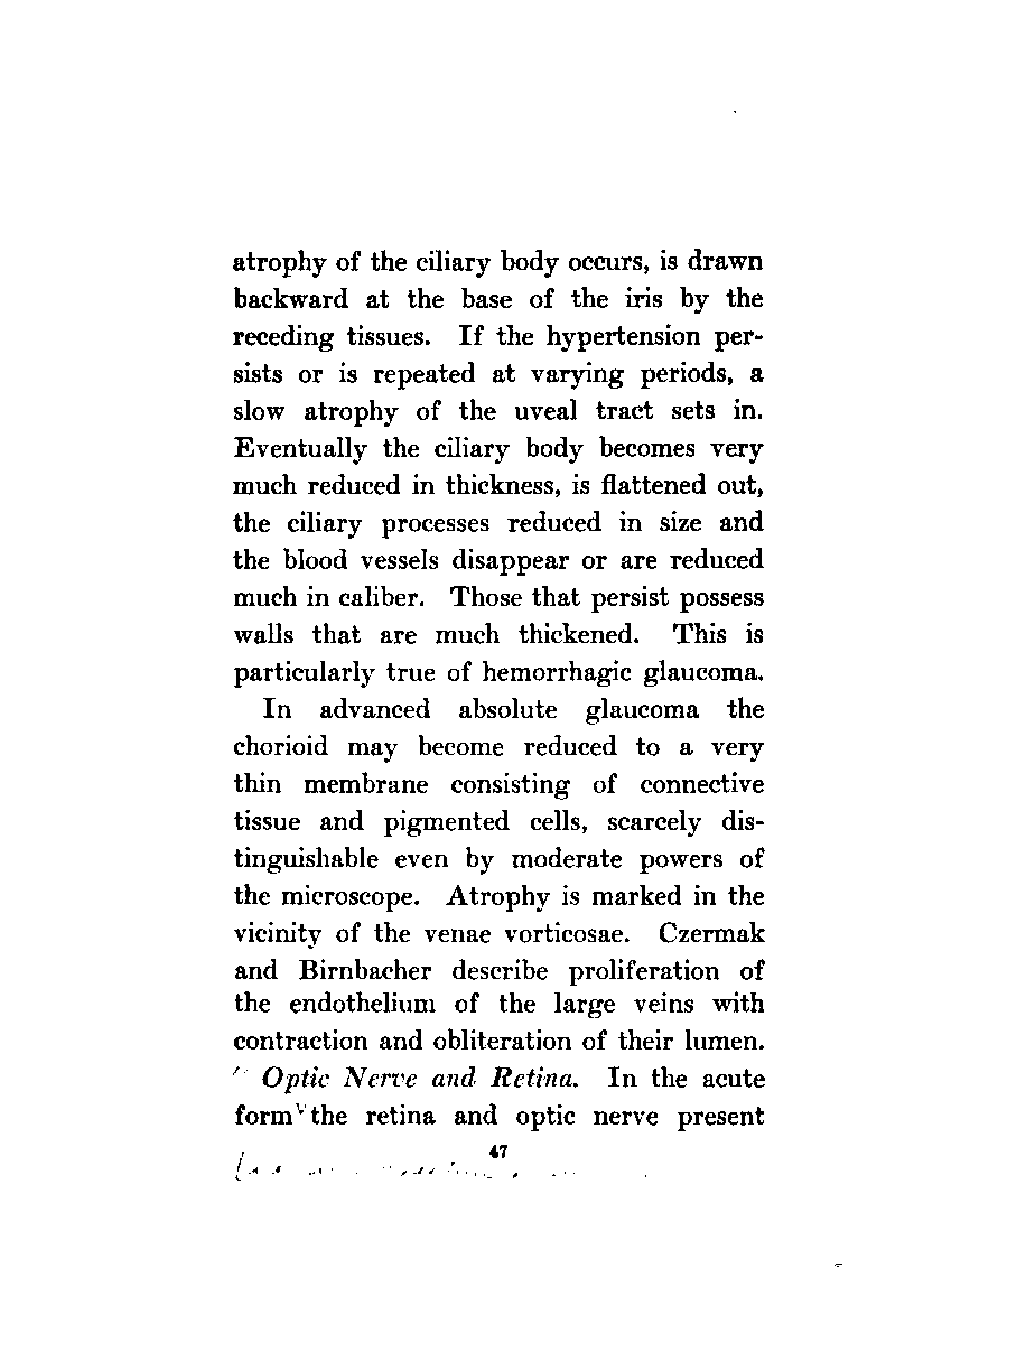 atrophy of the ciliary body occurs, is drawn
backward at the base of the iris by the
receding tissues. If the hypertension per-
sists or is repeated at varying periods, a
slow atrophy of the uveal tract sets in.
Eventually the ciliary body becomes very
much reduced in thickness, is flattened out,
the ciliary processes reduced in size and
the blood vessels disappear or are reduced
much in caliber. Those that persist possess
walls that are much thickened. This is
particularly true of hemorrhagic glaucoma.
In advanced absolute glaucoma the
chorioid may become reduced to a very
thin membrane consisting of connective
tissue and pigmented cells, scarcely dis-
tinguishable even by moderate powers of
the microscope. Atrophy is marked in the
vicinity of the venae vorticosae. Czermak
and Birnbacher describe proliferation of
the endothelium of the large veins with
contraction and obliteration of their lumen.
Optic Nerve and Retina. In the acute
form the retina and optic nerve present
47